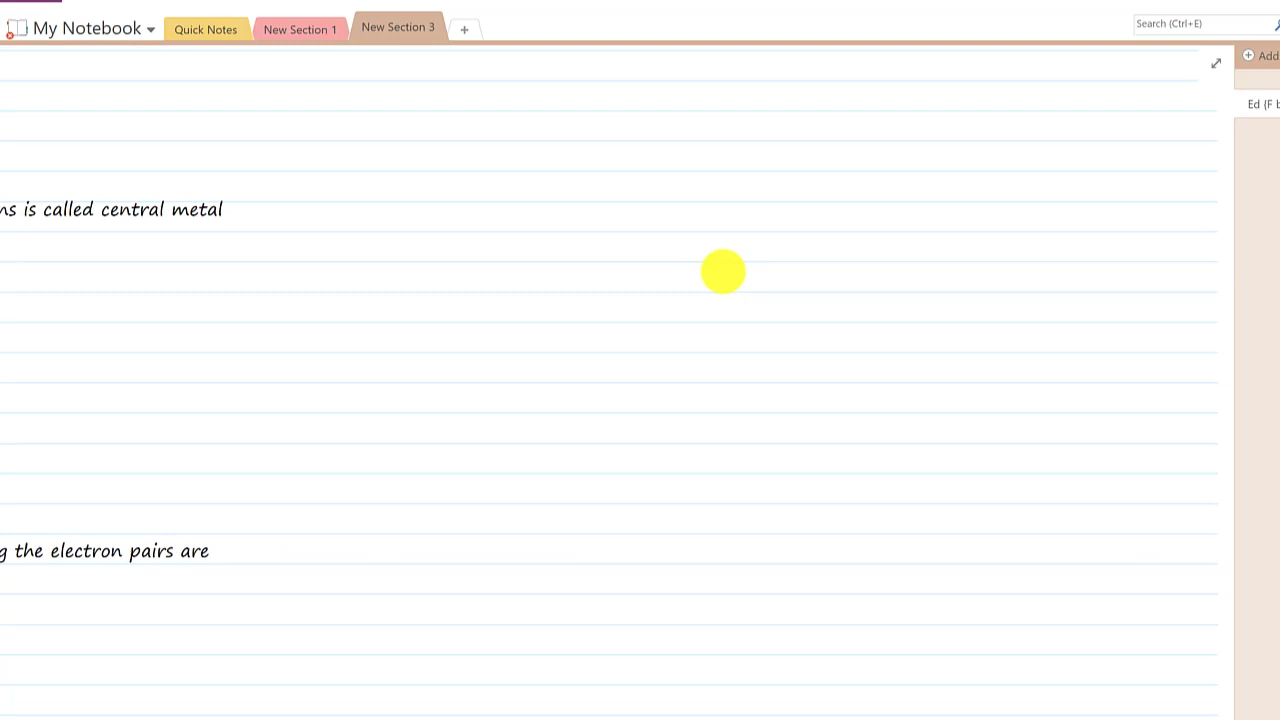 My Notebook Quick Notes New Section 1 New Section 3 + Search (Ctrl+E)
Add
Ed (F b
ns is called central metal
g the electron pairs are